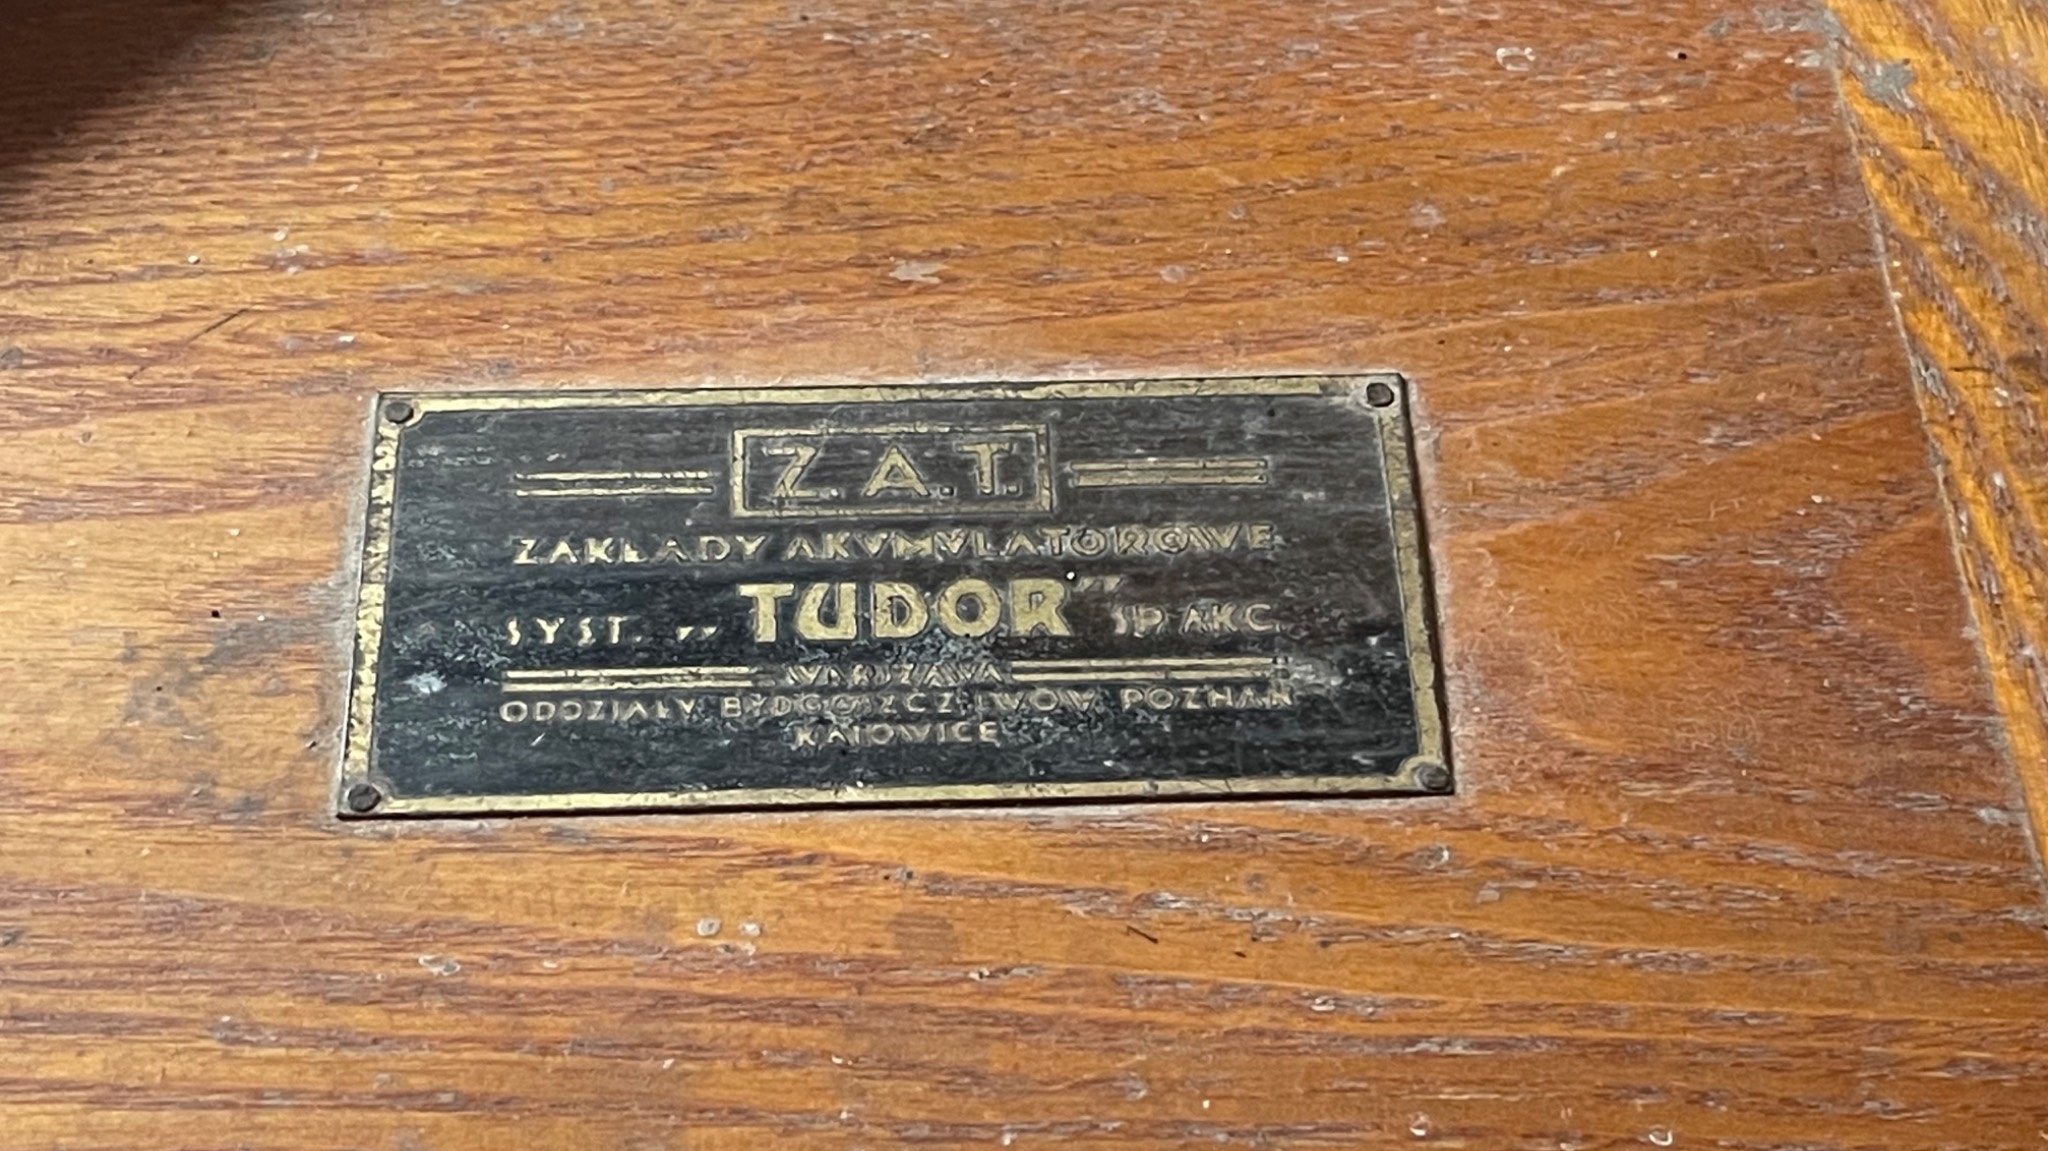 Z.A.T.
ZAKŁADY AKUMULATOROWE
SYST. „TUDOR” SP. AKC.
WARSZAWA
ODDZIAŁY BYDGOSZCZ LWÓW POZNAŃ
KATOWICE